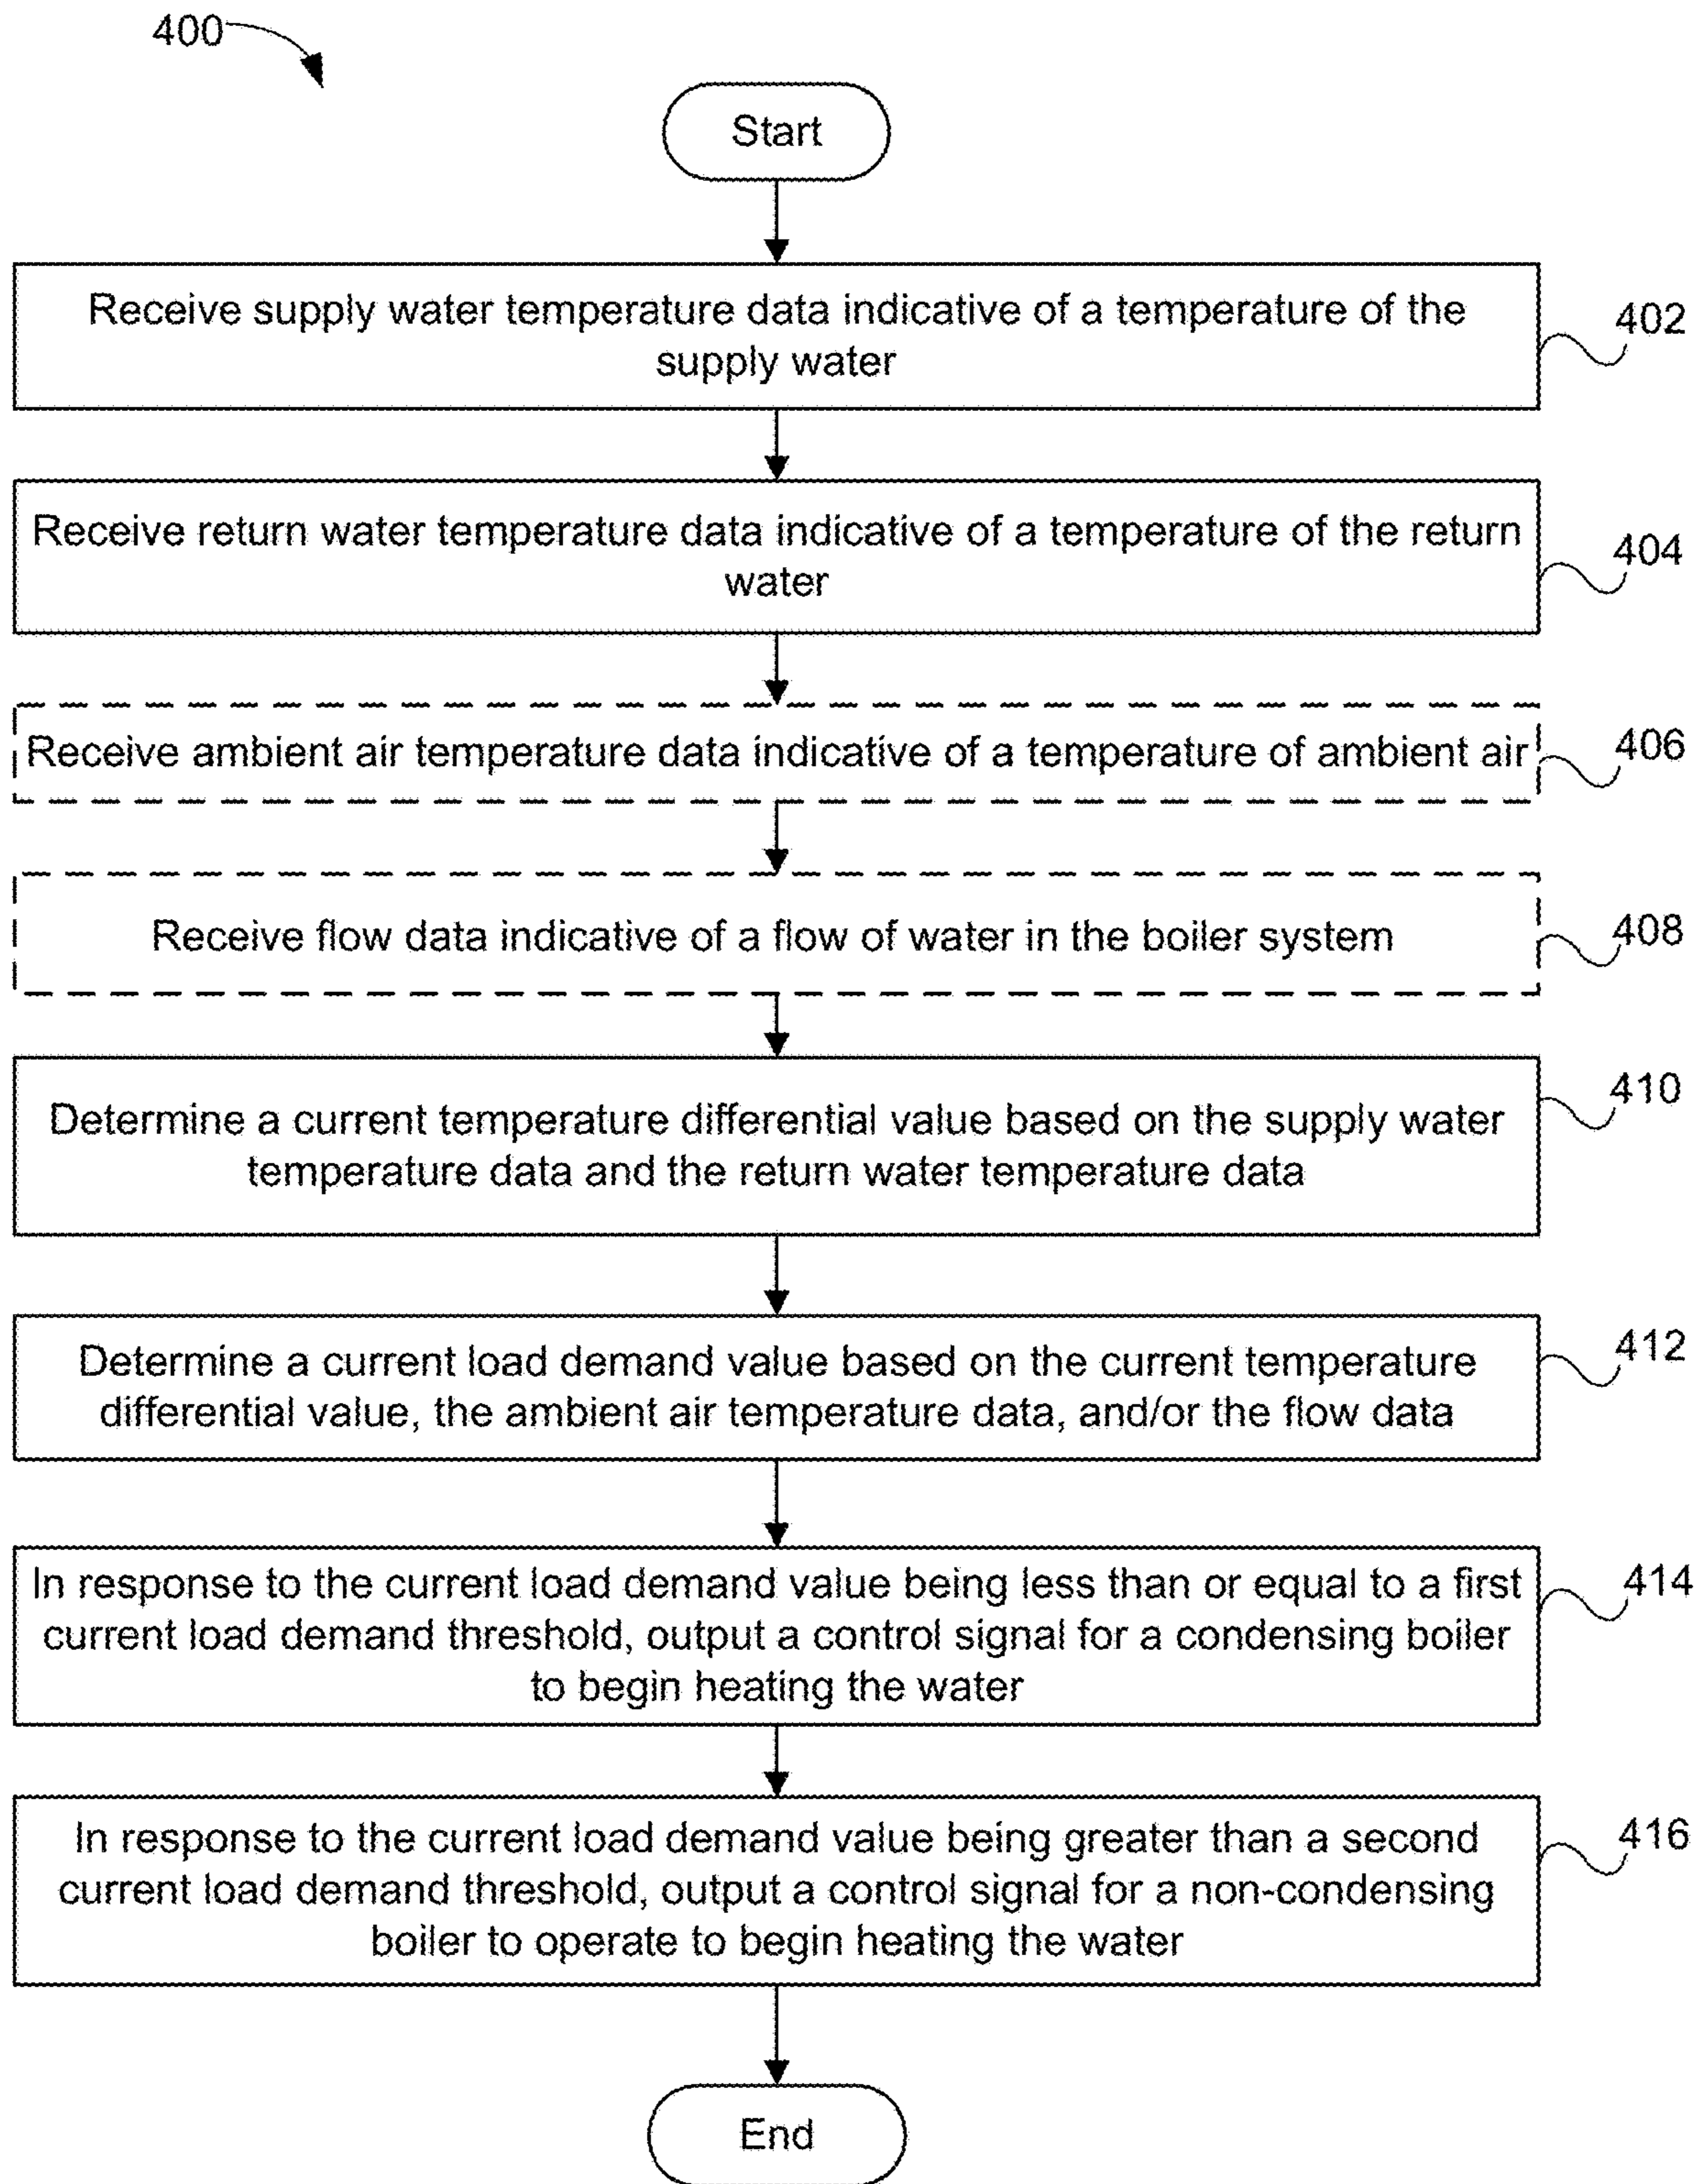 400
Start
Receive supply water temperature data indicative of a temperature of the
supply water
402
Receive return water temperature data indicative of a temperature of the return
water
404
Receive ambient air temperature data indicative of a temperature of ambient air
406
Receive flow data indicative of a flow of water in the boiler system
408
Determine a current temperature differential value based on the supply water
temperature data and the return water temperature data
410
Determine a current load demand value based on the current temperature
differential value, the ambient air temperature data, and/or the flow data
412
In response to the current load demand value being less than or equal to a first
current load demand threshold, output a control signal for a condensing boiler
to begin heating the water
414
In response to the current load demand value being greater than a second
current load demand threshold, output a control signal for a non-condensing
boiler to operate to begin heating the water
416
End